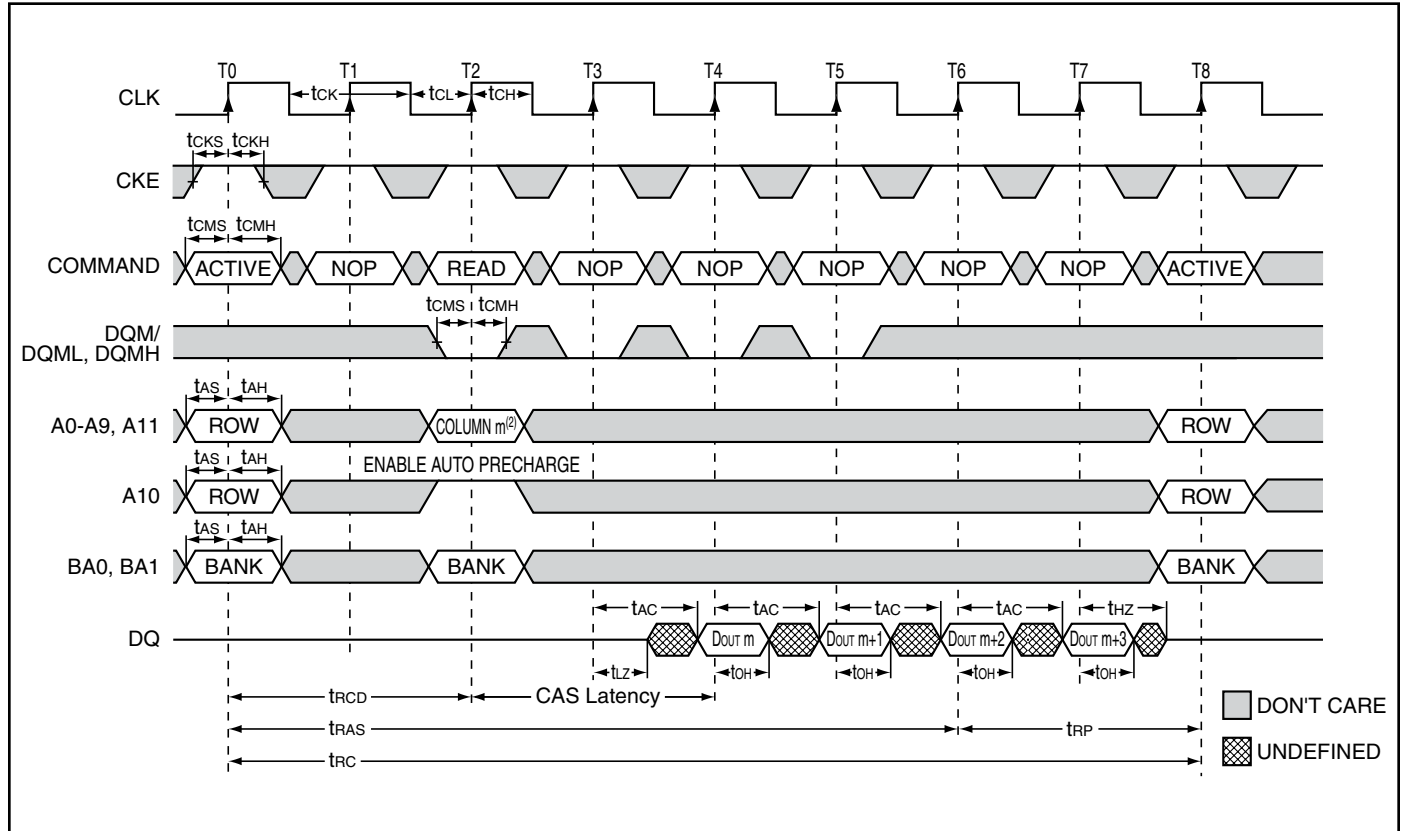 T0 T1 T2 T3 T4 T5 T6 T7 T8
CLK
tCK tCL tCH
tCKS tCKH
CKE
tCMS tCMH
COMMAND ACTIVE NOP READ NOP NOP NOP NOP NOP ACTIVE
tCMS tCMH
DQM/
DQML, DQMH
tAS tAH
A0-A9, A11 ROW COLUMN m(2) ROW
tAS tAH ENABLE AUTO PRECHARGE
A10 ROW ROW
tAS tAH
BA0, BA1 BANK BANK BANK
tAC tAC tAC tAC tHZ
DQ DOUT m DOUT m+1 DOUT m+2 DOUT m+3
tLZ tOH tOH tOH tOH
tRCD CAS Latency
DON'T CARE
tRAS tRP
UNDEFINED
tRC